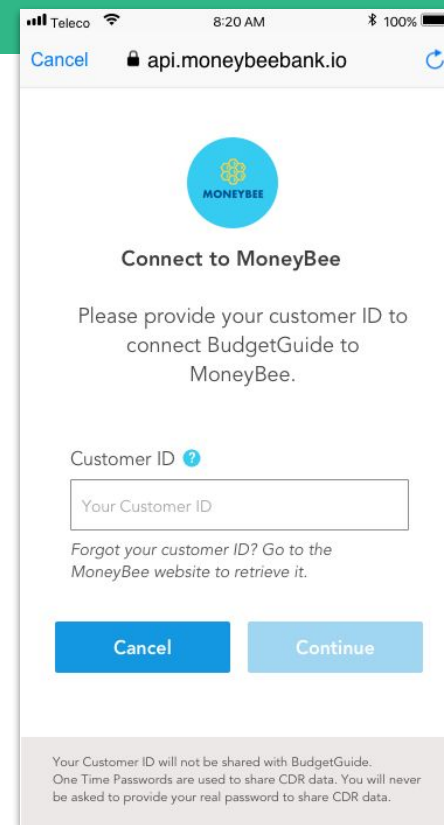 Teleco 8:20 AM 100%
Cancel api.moneybeebank.io
MONEYBEE
Connect to MoneyBee
Please provide your customer ID to
connect BudgetGuide to
MoneyBee.
Customer ID ?
Your Customer ID
Forgot your customer ID? Go to the
MoneyBee website to retrieve it.
Cancel Continue
Your Customer ID will not be shared with BudgetGuide.
One Time Passwords are used to share CDR data. You will never
be asked to provide your real password to share CDR data.